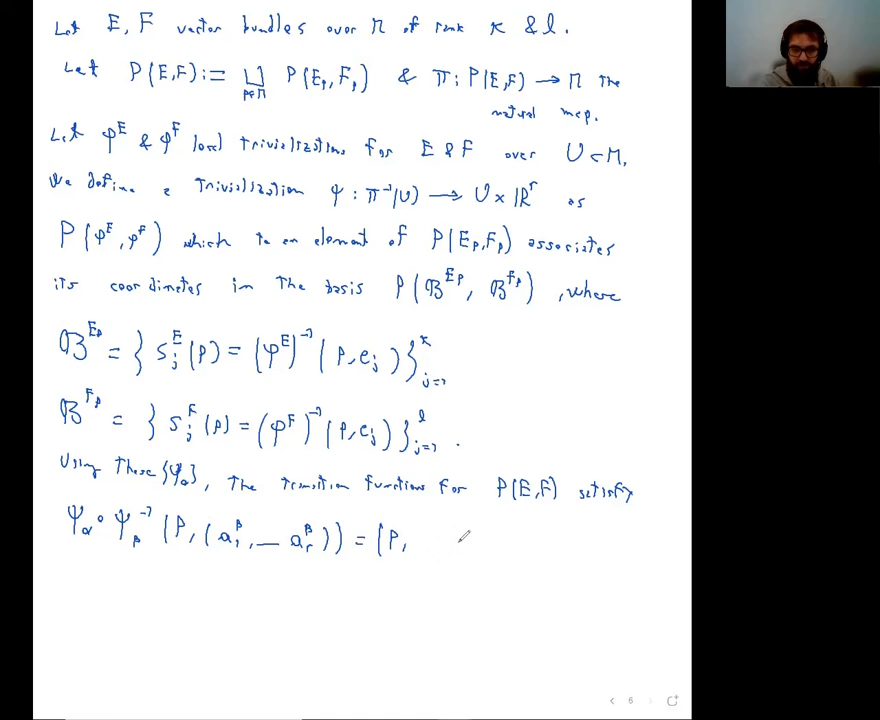 Let E, F vector bundles over M of rank k & l.
Let P(E,F) := ⨆_{p∈M} P(E_p, F_p) & π: P(E,F) → M the
natural map.
Let φ^E & φ^F local trivializations for E & F over U ⊂ M.
We define a trivialization ψ: π^{-1}(U) → U × ℝ^r as
P(φ^E, φ^F) which to an element of P(E_p, F_p) associates
its coordinates in the basis P(B^{E_p}, B^{F_p}), where
B^{E_p} = { s_j^E(p) = (φ^E)^{-1}(p, e_j) }_{j=1}^k
B^{F_p} = { s_j^F(p) = (φ^F)^{-1}(p, e_j) }_{j=1}^l .
Using these {ψ_α}, the transition functions for P(E,F) satisfy
ψ_α ∘ ψ_β^{-1} (p, (a_1^β, — a_r^β)) = (p,
6